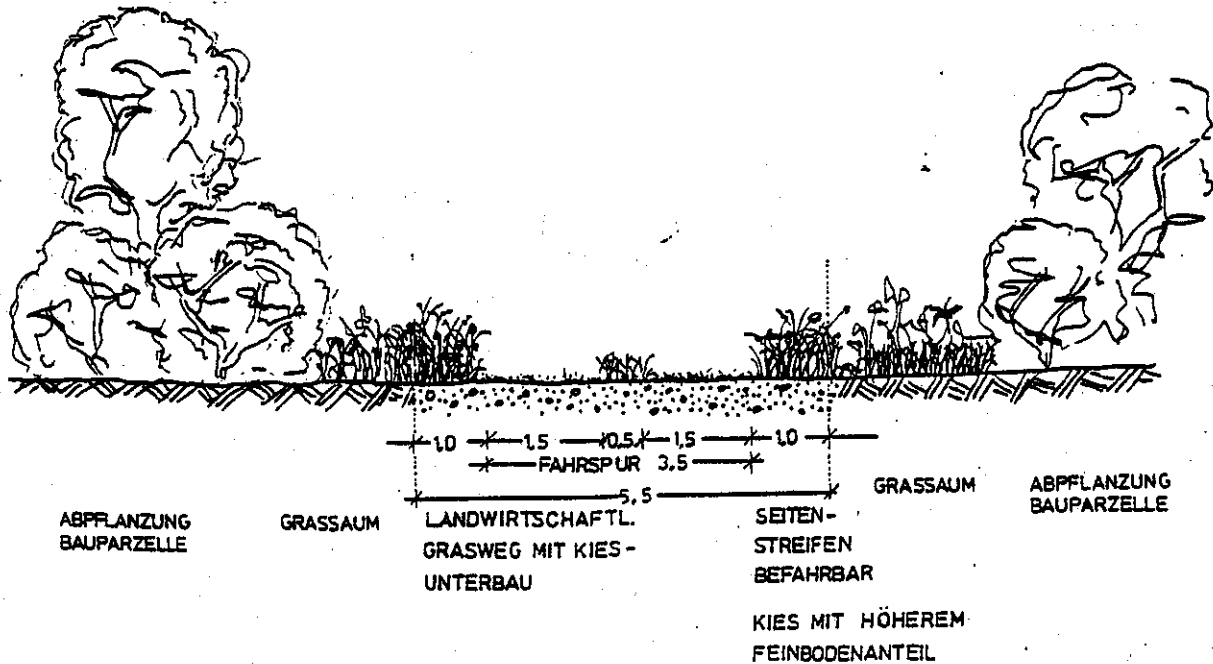 1,0 1,5 0,5 1,5 1,0
FAHRSPUR 3,5
5,5
ABPFLANZUNG
BAUPARZELLE
GRASSAUM
LANDWIRTSCHAFTL.
GRASWEG MIT KIES-
UNTERBAU
SEITEN-
STREIFEN
BEFAHRBAR
KIES MIT HÖHEREM
FEINBODENANTEIL
GRASSAUM
ABPFLANZUNG
BAUPARZELLE